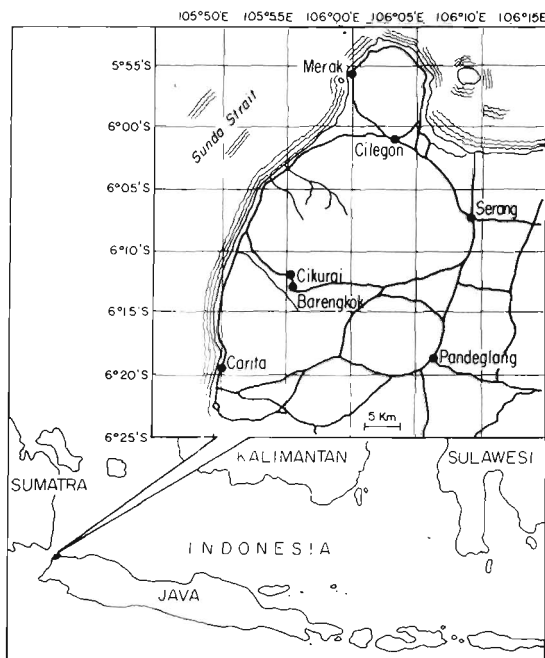 105°50'E 105°55'E 106°00'E 106°05'E 106°10'E 106°15'E
5°55'S
6°00'S
6°05'S
6°10'S
6°15'S
6°20'S
6°25'S
Merak
Sunda Strait
Cilegon
Serang
Cikurai
Barengkok
Carita
Pandeglang
5 Km
SUMATRA
KALIMANTAN
SULAWESI
INDONESIA
JAVA